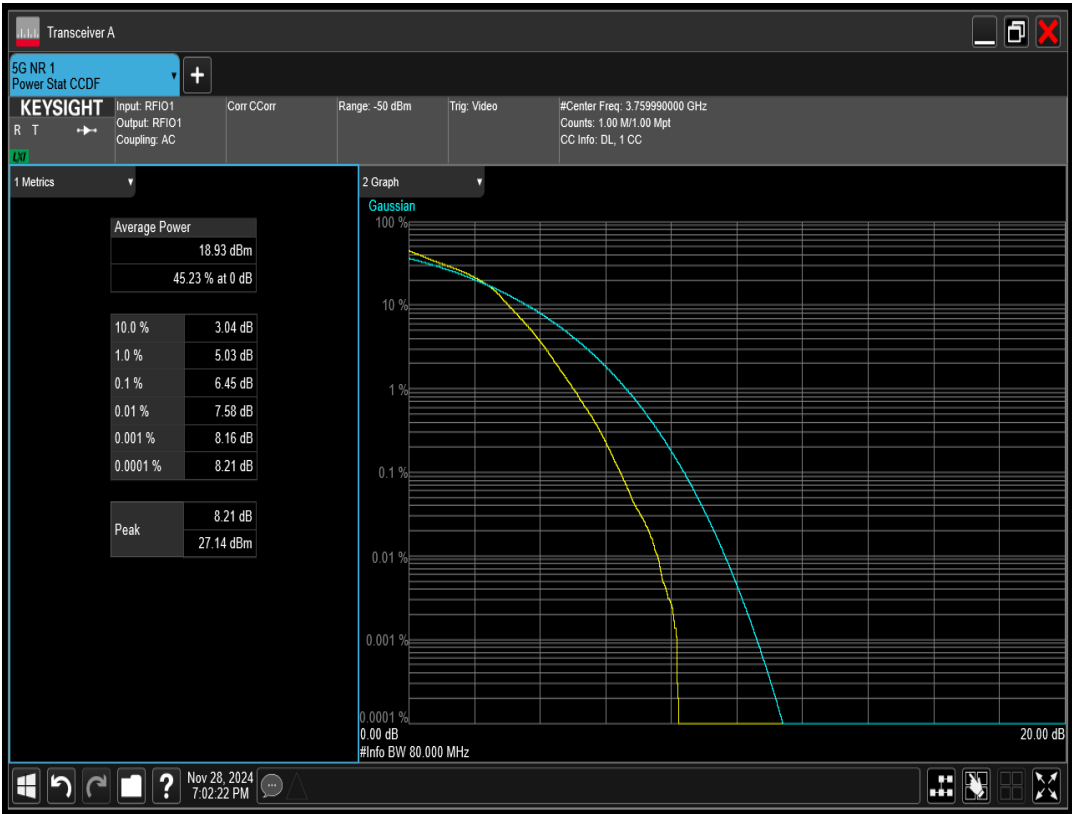 Transceiver A
5G NR 1
Power Stat CCDF
KEYSIGHT
R T
LXI
Input: RFIO1
Output: RFIO1
Coupling: AC
Corr CCorr
Range: -50 dBm
Trig: Video
#Center Freq: 3.759990000 GHz
Counts: 1.00 M/1.00 Mpt
CC Info: DL, 1 CC
1 Metrics
Average Power
18.93 dBm
45.23 % at 0 dB
10.0 % 3.04 dB
1.0 % 5.03 dB
0.1 % 6.45 dB
0.01 % 7.58 dB
0.001 % 8.16 dB
0.0001 % 8.21 dB
Peak
8.21 dB
27.14 dBm
2 Graph
Gaussian
100 %
10 %
1 %
0.1 %
0.01 %
0.001 %
0.0001 %
0.00 dB 20.00 dB
#Info BW 80.000 MHz
?
Nov 28, 2024
7:02:22 PM